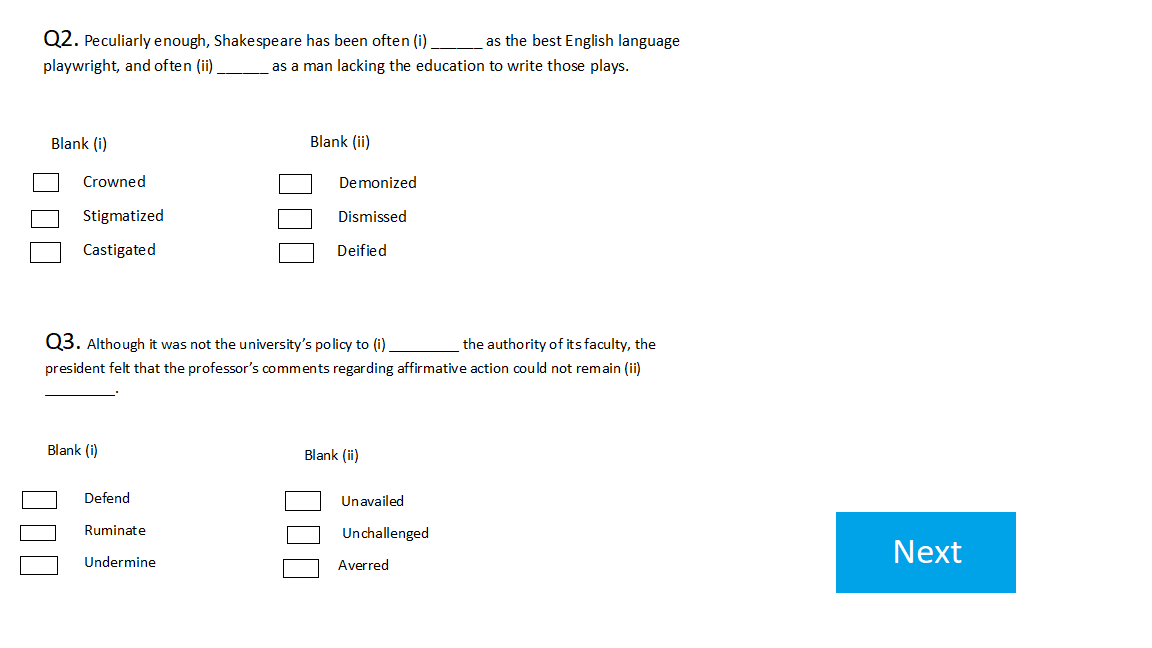 Q2. Peculiarly enough, Shakespeare has been often (i) ______ as the best English language
playwright, and often (ii) ______ as a man lacking the education to write those plays.
Blank (i)
Blank (ii)
Crowned
Demonized
Stigmatized
Dismissed
Castigated
Deified
Q3. Although it was not the university’s policy to (i) _________ the authority of its faculty, the
president felt that the professor’s comments regarding affirmative action could not remain (ii)
_________.
Blank (i)
Blank (ii)
Defend
Unavailed
Ruminate
Unchallenged
Undermine
Averred
Next